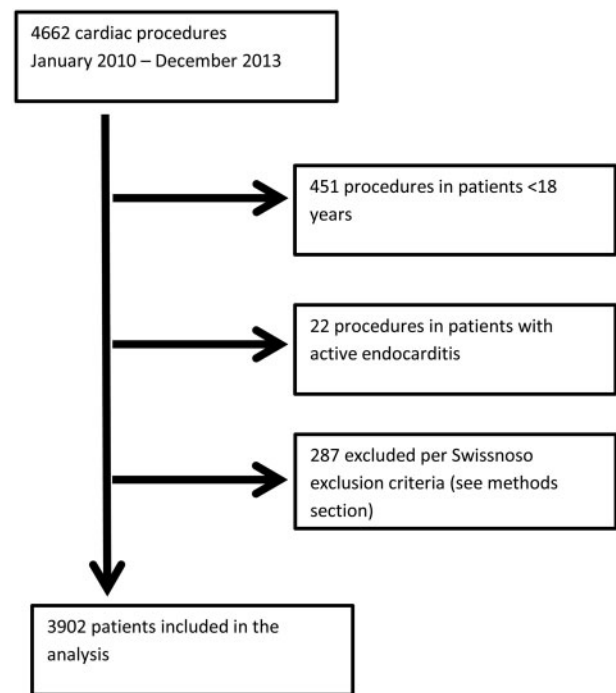 4662 cardiac procedures
January 2010 – December 2013
451 procedures in patients <18
years
22 procedures in patients with
active endocarditis
287 excluded per Swissnoso
exclusion criteria (see methods
section)
3902 patients included in the
analysis